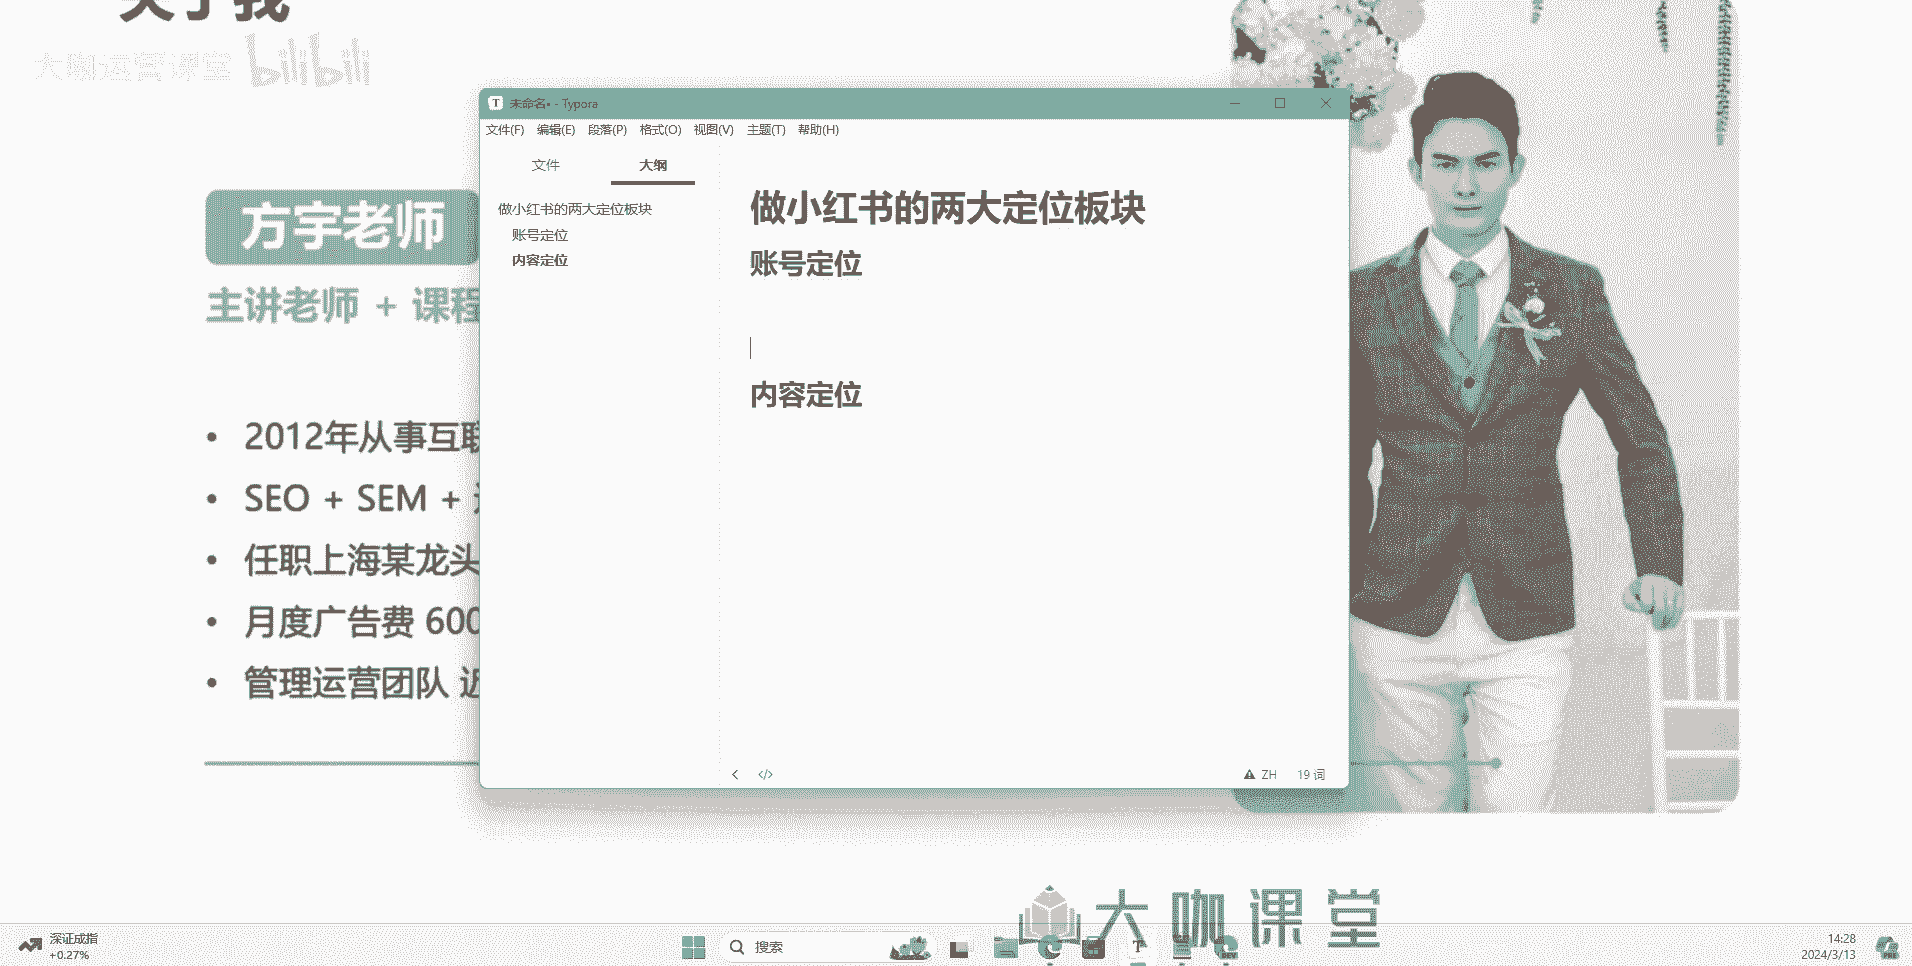 关于我
大咖运营课堂 bilibili
方宇老师
主讲老师 + 课程
2012年从事互联
SEO + SEM +
任职上海某龙头
月度广告费 600
管理运营团队 近
未命名• - Typora
文件(F) 编辑(E) 段落(P) 格式(O) 视图(V) 主题(T) 帮助(H)
文件 大纲
做小红书的两大定位板块
账号定位
内容定位
做小红书的两大定位板块
账号定位
内容定位
ZH 19 词
大咖课堂
深证成指
+0.27%
搜索
14:28
2024/3/13